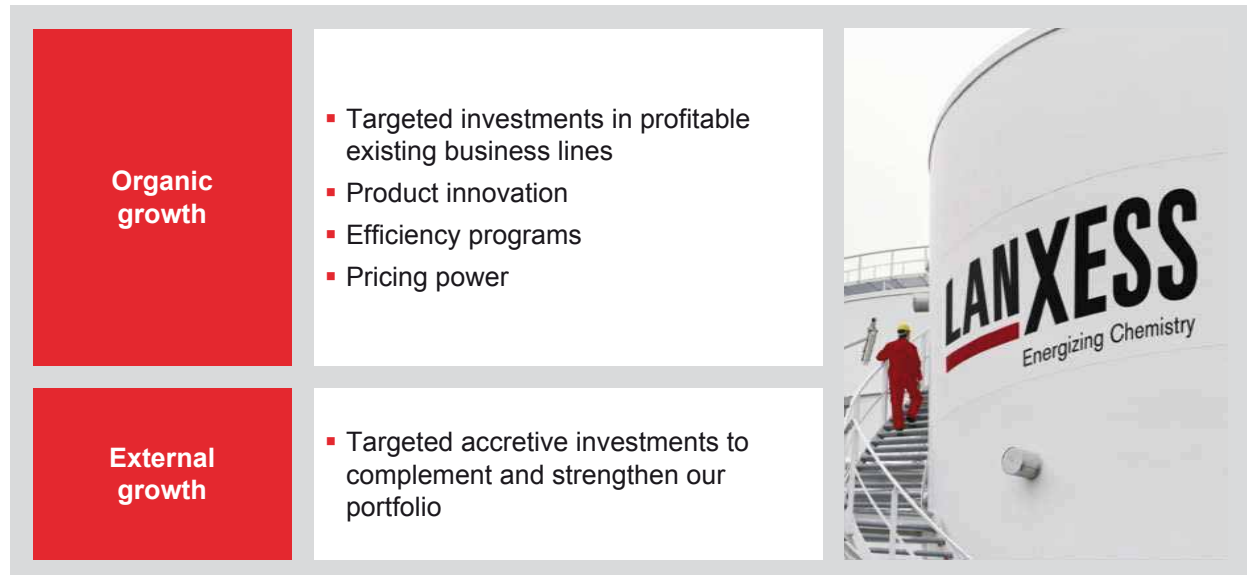 Organic
growth
▪ Targeted investments in profitable
existing business lines
▪ Product innovation
▪ Efficiency programs
▪ Pricing power
External
growth
▪ Targeted accretive investments to
complement and strengthen our
portfolio
LANXESS
Energizing Chemistry